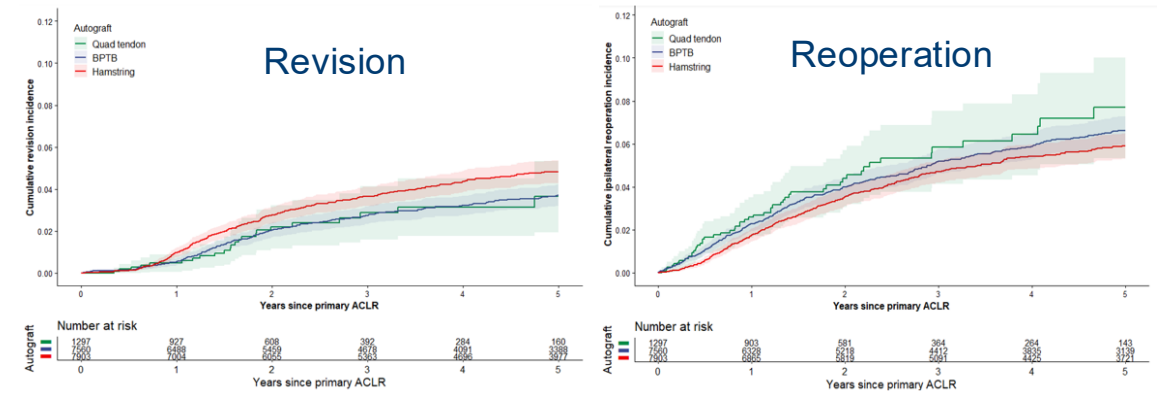 Revision
Autograft
Quad tendon
BPTB
Hamstring
Cumulative revision incidence
0.12
0.10
0.08
0.06
0.04
0.02
0.00
0 1 2 3 4 5
Years since primary ACLR
Number at risk
Autograft
1297 927 608 392 284 160
7560 6488 5459 4678 4091 3388
7903 7004 6055 5363 4696 3977
0 1 2 3 4 5
Years since primary ACLR
Reoperation
Autograft
Quad tendon
BPTB
Hamstring
Cumulative ipsilateral reoperation incidence
0.12
0.10
0.08
0.06
0.04
0.02
0.00
0 1 2 3 4 5
Years since primary ACLR
Number at risk
Autograft
1297 903 581 364 264 143
7560 6328 5218 4412 3835 3139
7903 6865 5819 5091 4425 3721
0 1 2 3 4 5
Years since primary ACLR